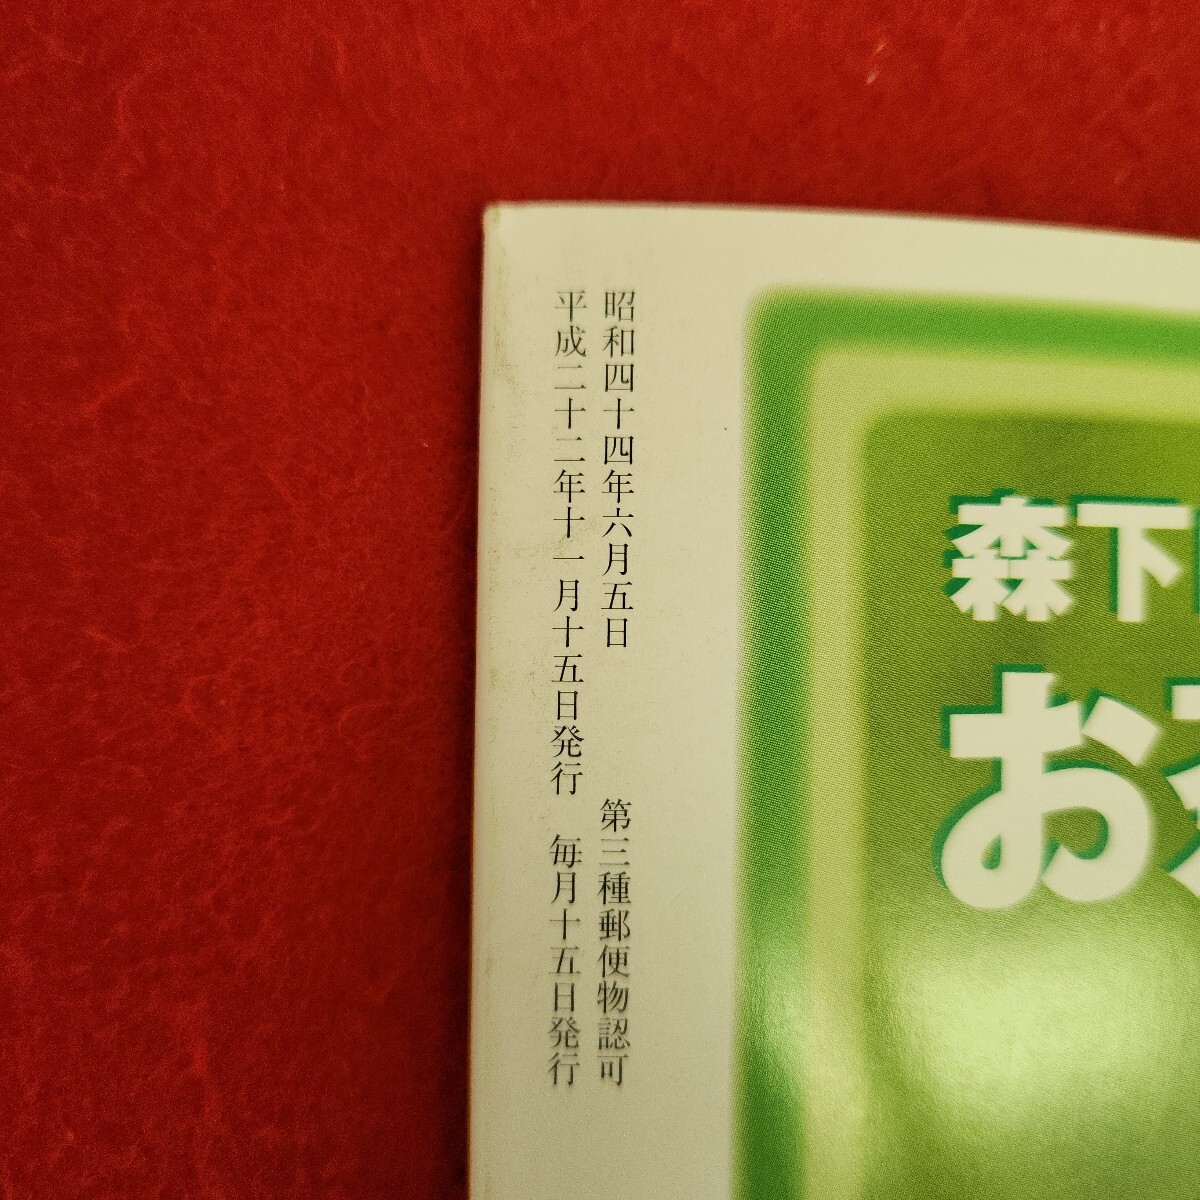 昭和四十四年六月五日　第三種郵便物認可
平成二十二年十一月十五日発行　毎月十五日発行
森下
お